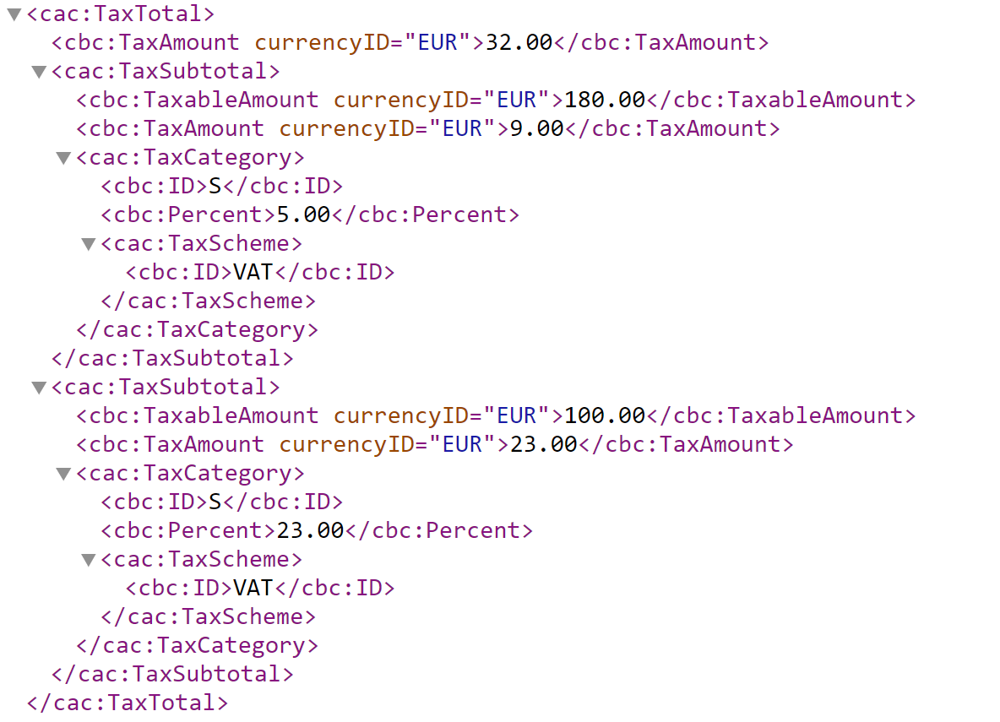 <cac:TaxTotal>
<cbc:TaxAmount currencyID="EUR">32.00</cbc:TaxAmount>
<cac:TaxSubtotal>
<cbc:TaxableAmount currencyID="EUR">180.00</cbc:TaxableAmount>
<cbc:TaxAmount currencyID="EUR">9.00</cbc:TaxAmount>
<cac:TaxCategory>
<cbc:ID>S</cbc:ID>
<cbc:Percent>5.00</cbc:Percent>
<cac:TaxScheme>
<cbc:ID>VAT</cbc:ID>
</cac:TaxScheme>
</cac:TaxCategory>
</cac:TaxSubtotal>
<cac:TaxSubtotal>
<cbc:TaxableAmount currencyID="EUR">100.00</cbc:TaxableAmount>
<cbc:TaxAmount currencyID="EUR">23.00</cbc:TaxAmount>
<cac:TaxCategory>
<cbc:ID>S</cbc:ID>
<cbc:Percent>23.00</cbc:Percent>
<cac:TaxScheme>
<cbc:ID>VAT</cbc:ID>
</cac:TaxScheme>
</cac:TaxCategory>
</cac:TaxSubtotal>
</cac:TaxTotal>